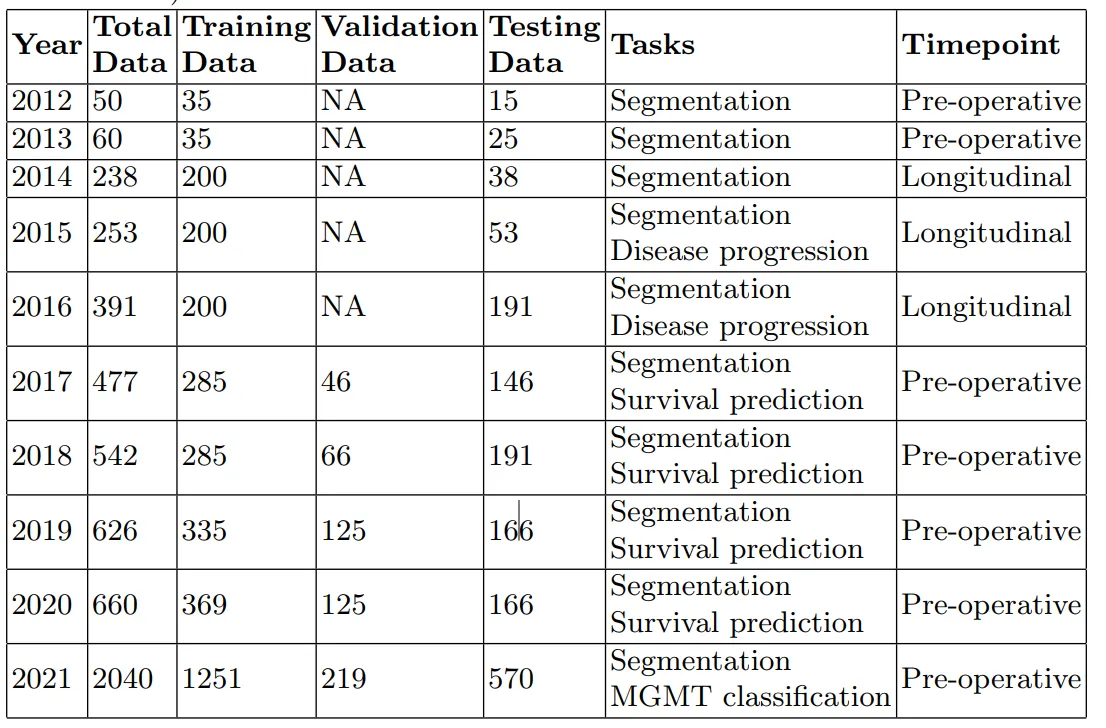 Year Total Data Training Data Validation Data Testing Data Tasks Timepoint
2012 50 35 NA 15 Segmentation Pre-operative
2013 60 35 NA 25 Segmentation Pre-operative
2014 238 200 NA 38 Segmentation Longitudinal
2015 253 200 NA 53 Segmentation Disease progression Longitudinal
2016 391 200 NA 191 Segmentation Disease progression Longitudinal
2017 477 285 46 146 Segmentation Survival prediction Pre-operative
2018 542 285 66 191 Segmentation Survival prediction Pre-operative
2019 626 335 125 166 Segmentation Survival prediction Pre-operative
2020 660 369 125 166 Segmentation Survival prediction Pre-operative
2021 2040 1251 219 570 Segmentation MGMT classification Pre-operative